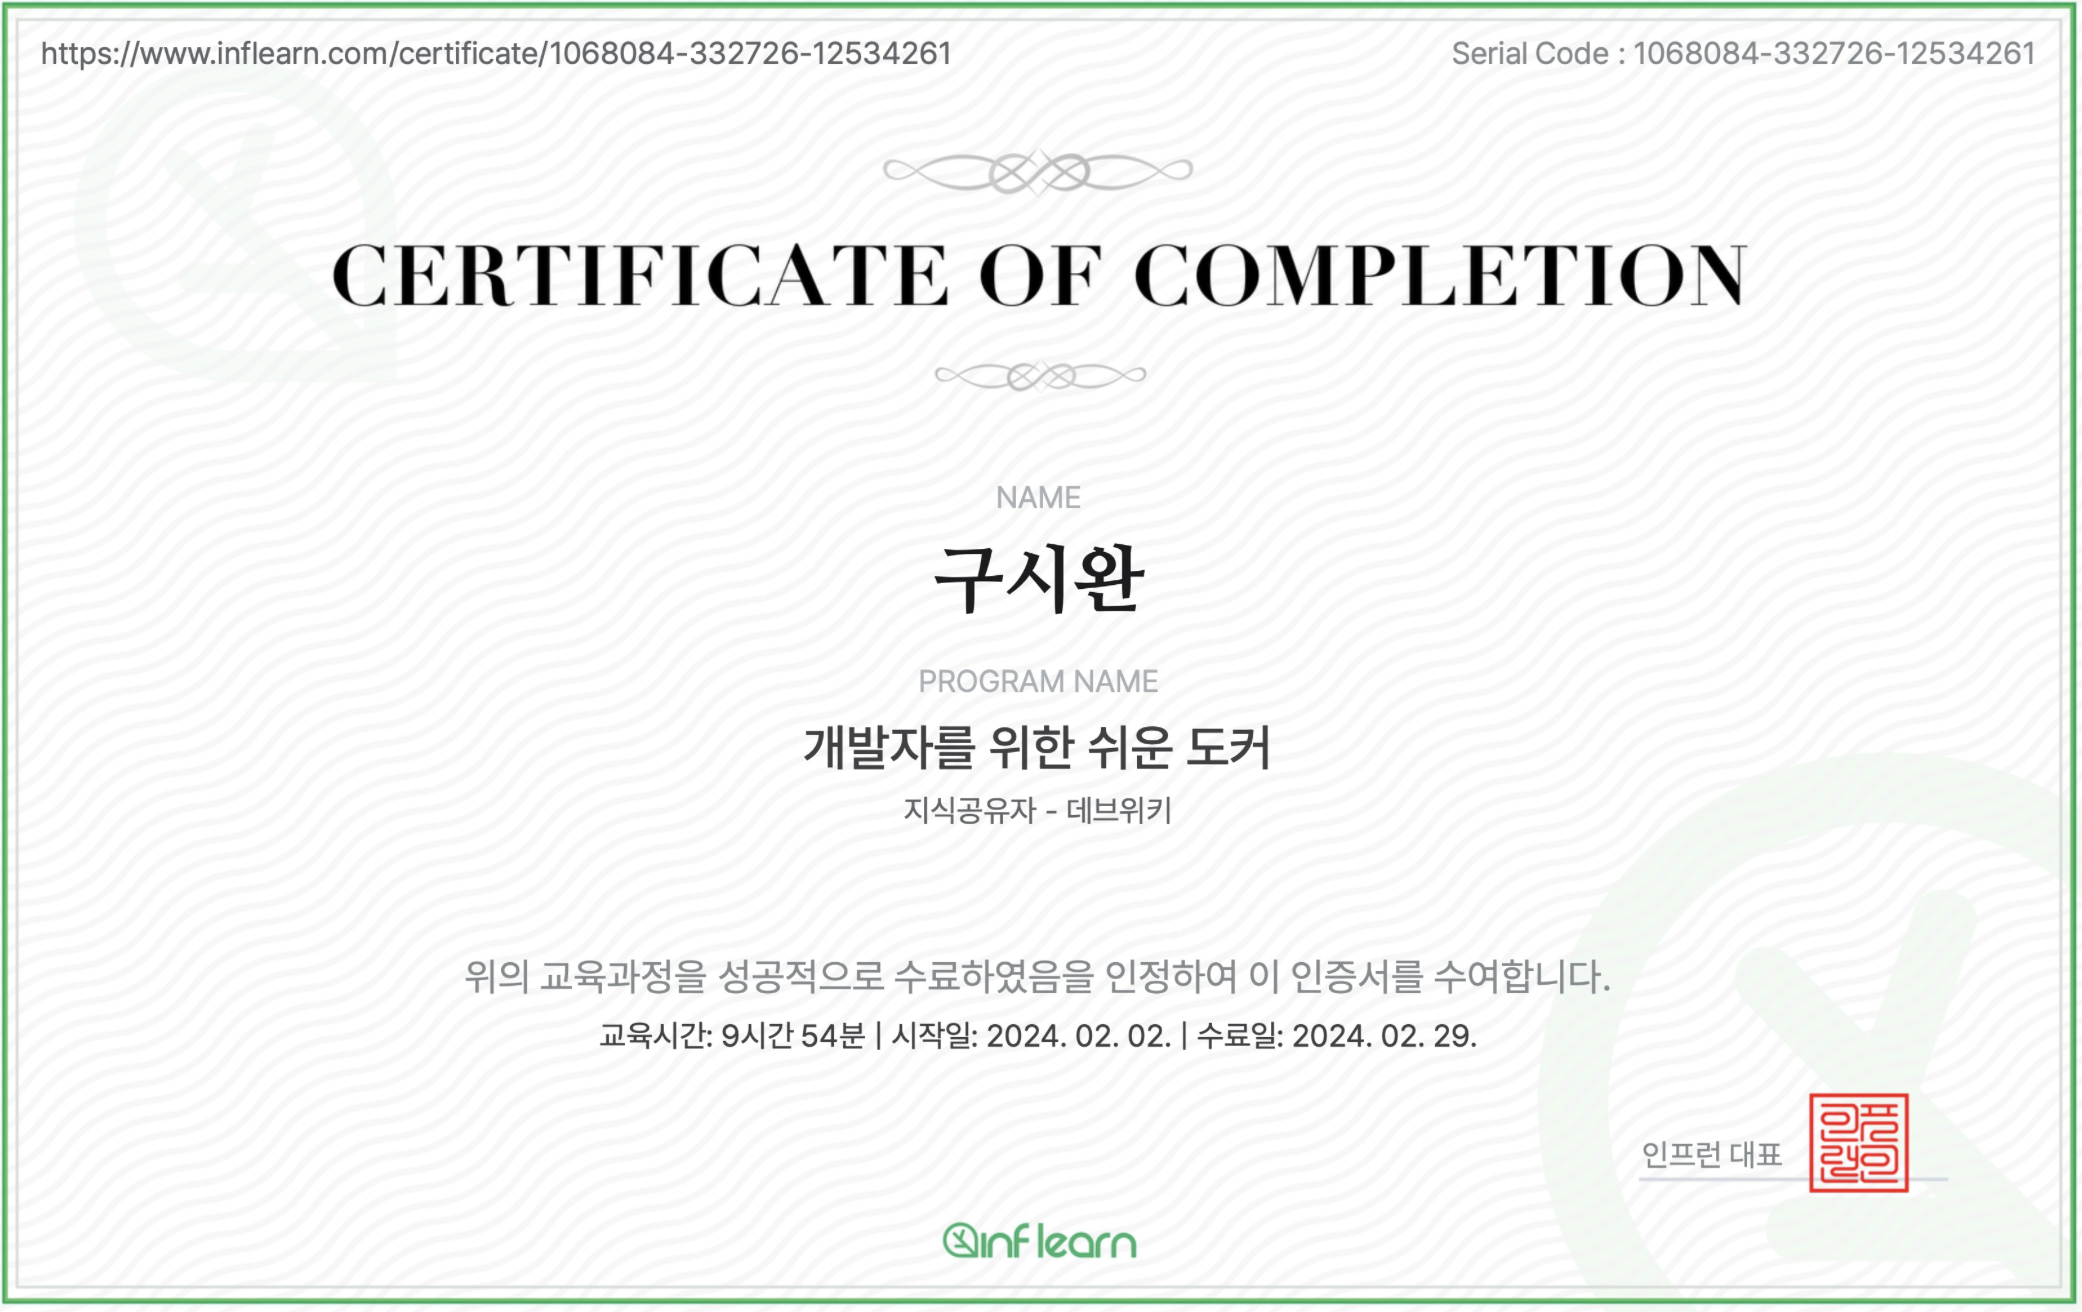 https://www.inflearn.com/certificate/1068084-332726-12534261
Serial Code : 1068084-332726-12534261
CERTIFICATE OF COMPLETION
NAME
구시완
PROGRAM NAME
개발자를 위한 쉬운 도커
지식공유자 - 데브위키
위의 교육과정을 성공적으로 수료하였음을 인정하여 이 인증서를 수여합니다.
교육시간: 9시간 54분 | 시작일: 2024. 02. 02. | 수료일: 2024. 02. 29.
인프런 대표
inflearn